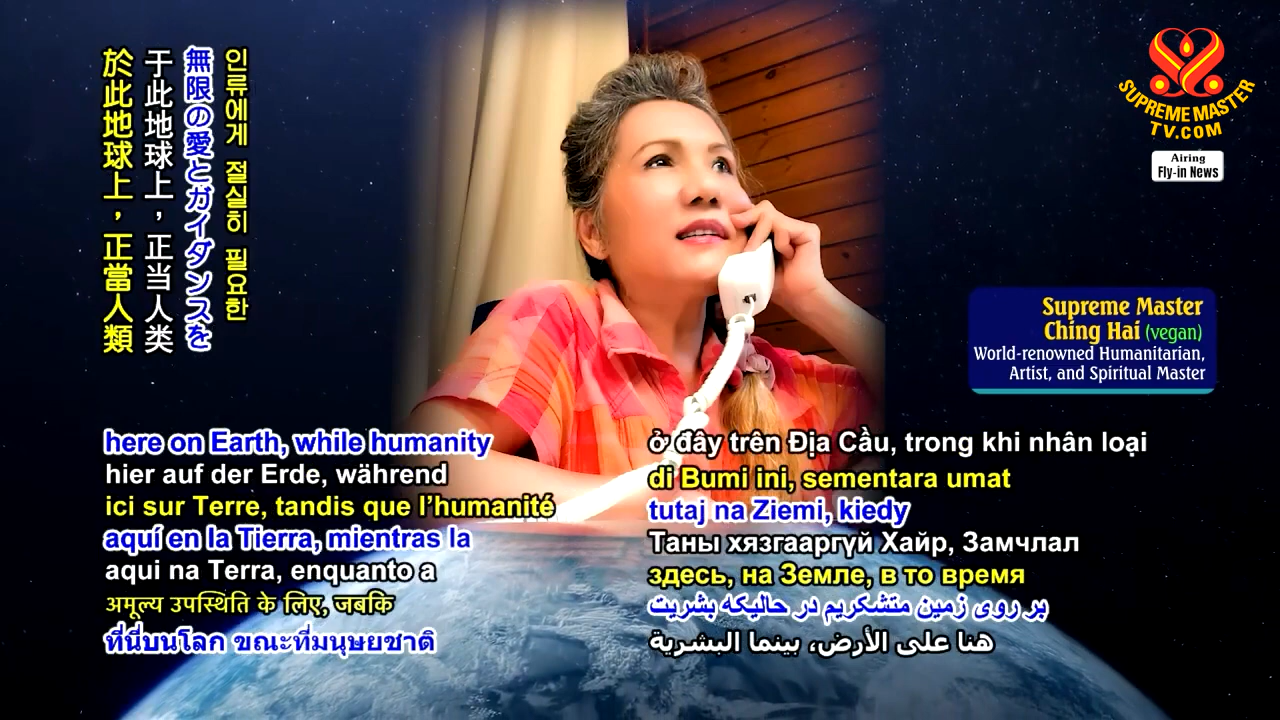 인류에게 절실히 필요한
無限の愛とガイダンスを
于此地球上，正当人类
於此地球上，正當人類
SUPREME MASTER
TV.COM
Airing
Fly-in News
Supreme Master
Ching Hai (vegan)
World-renowned Humanitarian,
Artist, and Spiritual Master
here on Earth, while humanity
hier auf der Erde, während
ici sur Terre, tandis que l’humanité
aquí en la Tierra, mientras la
aqui na Terra, enquanto a
अमूल्य उपस्थिति के लिए, जबकि
ที่นี่บนโลก ขณะที่มนุษยชาติ
ở đây trên Địa Cầu, trong khi nhân loại
di Bumi ini, sementara umat
tutaj na Ziemi, kiedy
Таны хязгааргүй Хайр, Замчлал
здесь, на Земле, в то время
بر روی زمین متشکریم در حالیکه بشریت
هنا على الأرض، بينما البشرية